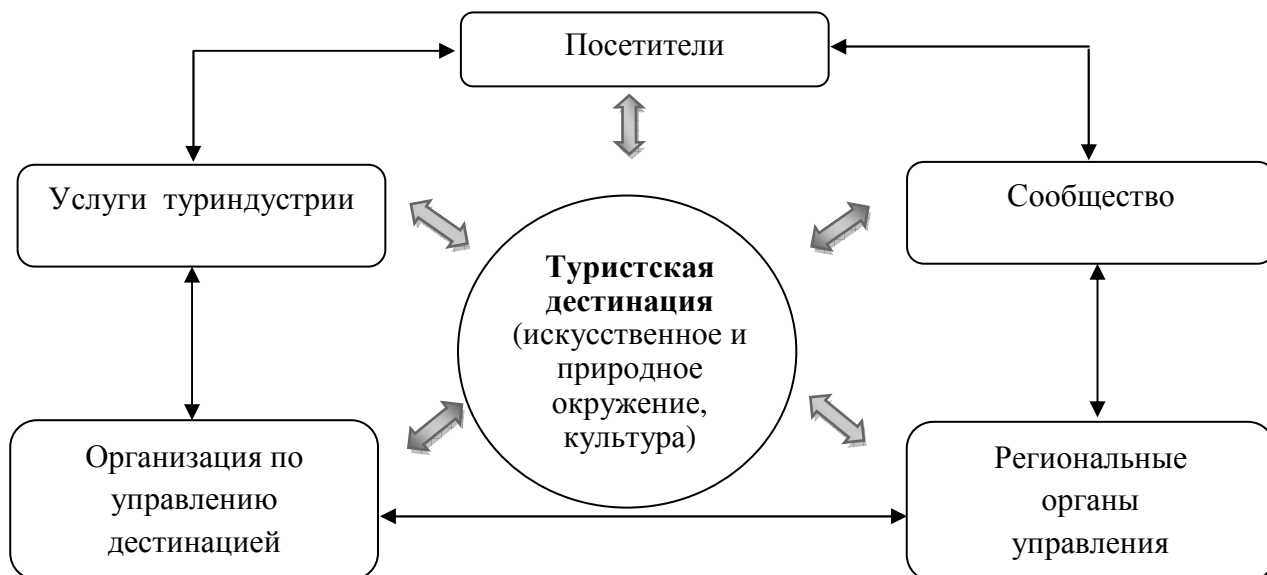 Посетители
Услуги туриндустрии
Сообщество
Туристская
дестинация
(искусственное и
природное
окружение,
культура)
Организация по
управлению
дестинацией
Региональные
органы
управления